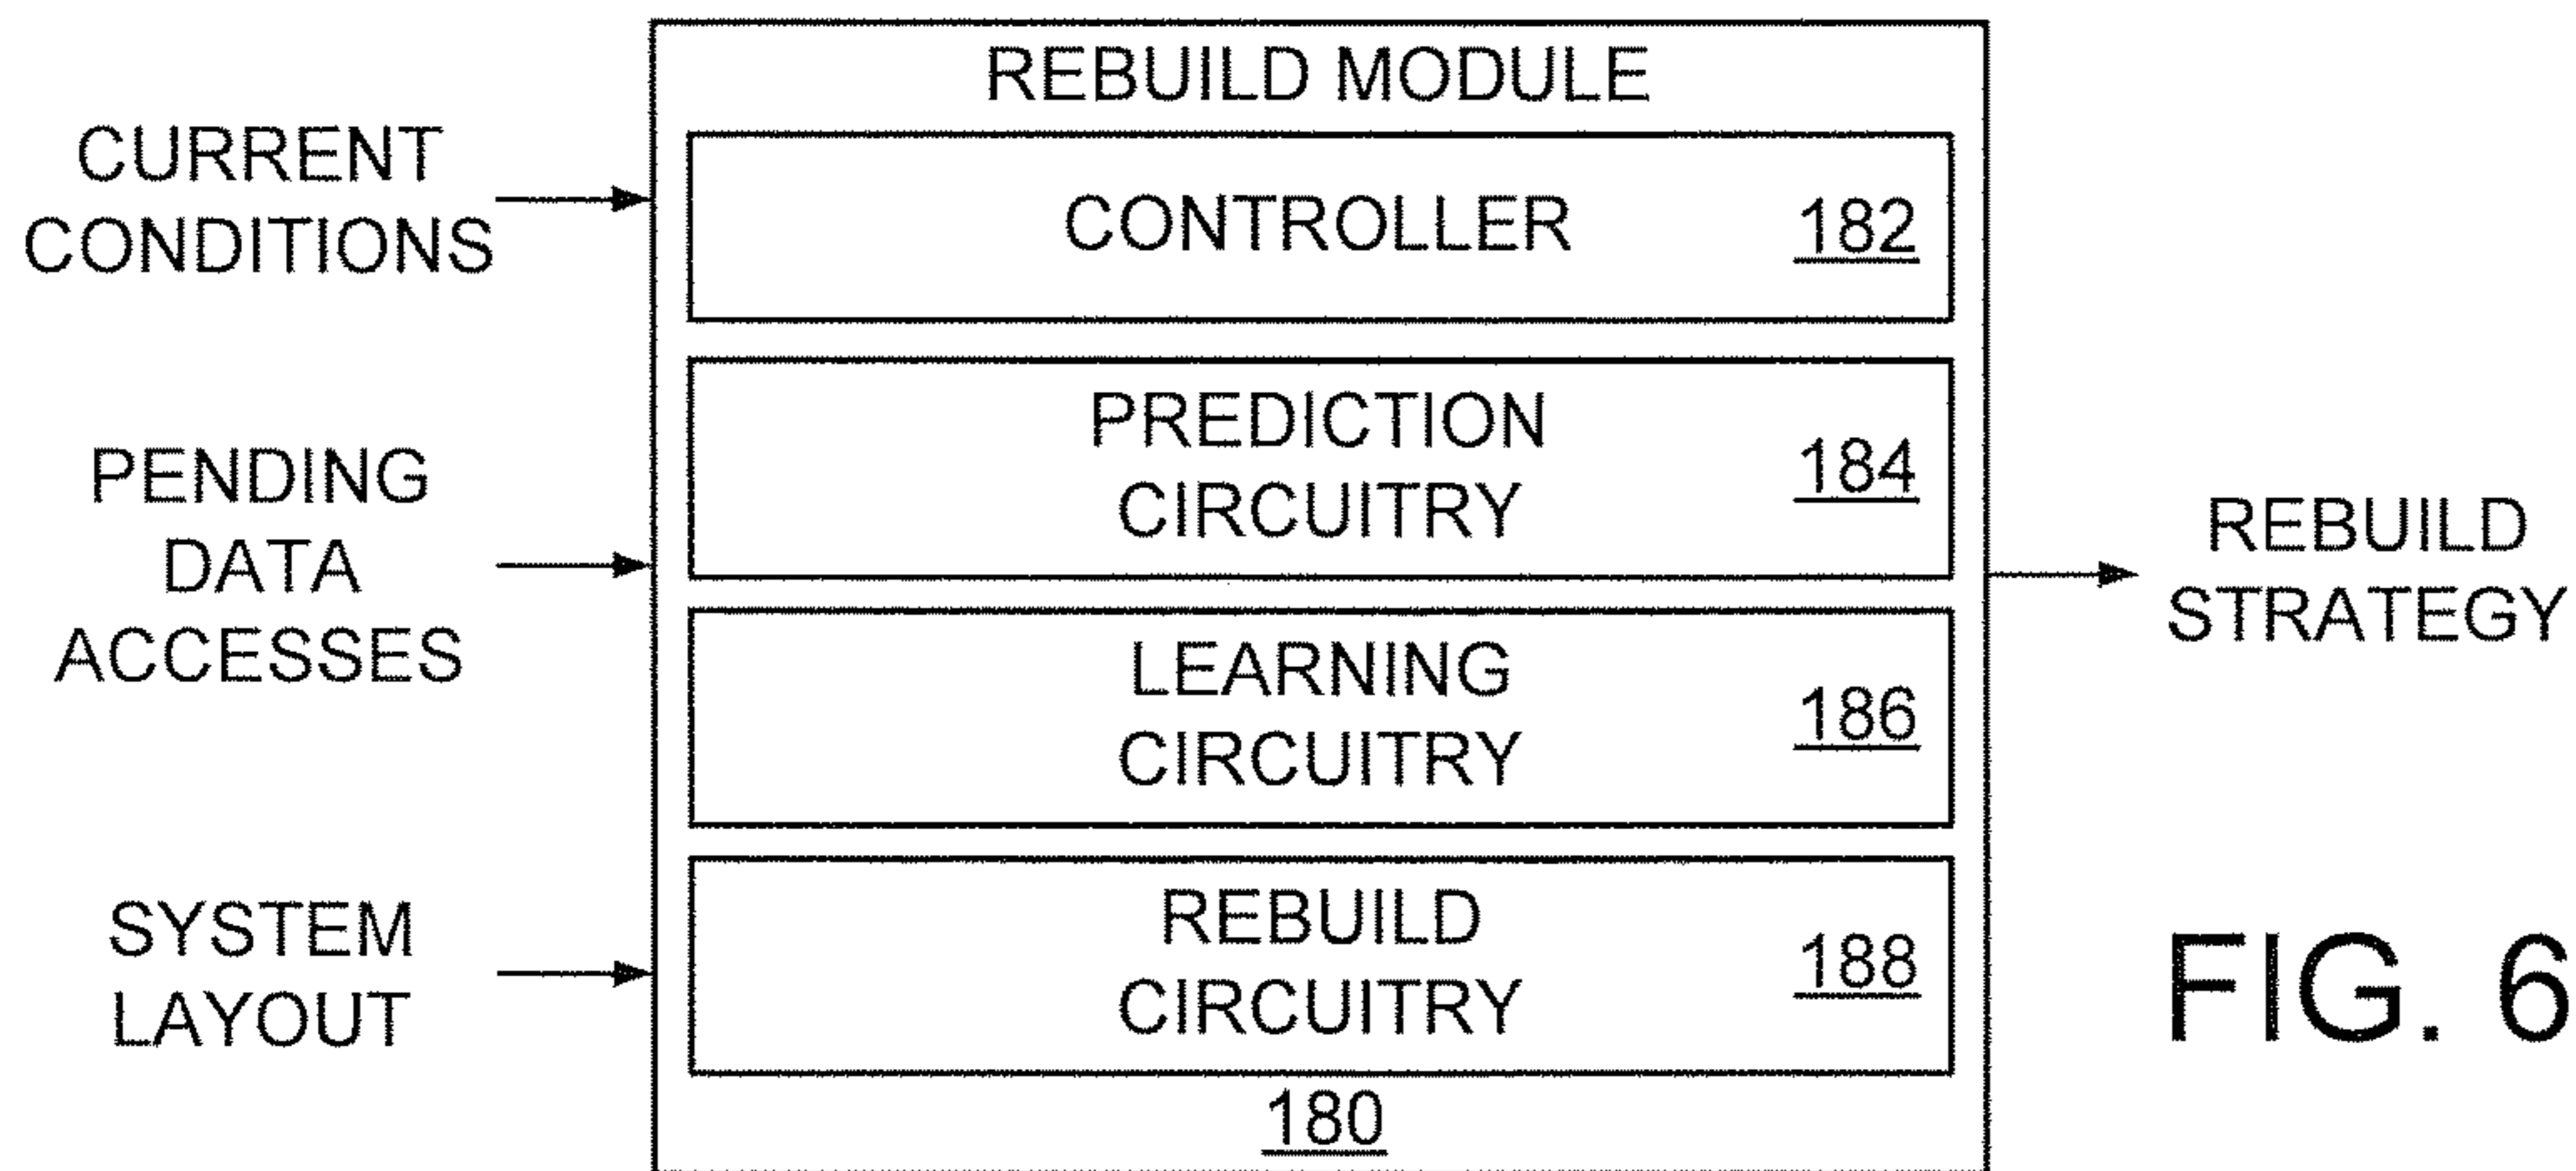 REBUILD MODULE
CURRENT
CONDITIONS
CONTROLLER 182
PENDING
DATA
ACCESSES
PREDICTION
CIRCUITRY
184
LEARNING
CIRCUITRY
186
REBUILD
STRATEGY
SYSTEM
LAYOUT
REBUILD
CIRCUITRY
188
180
FIG. 6